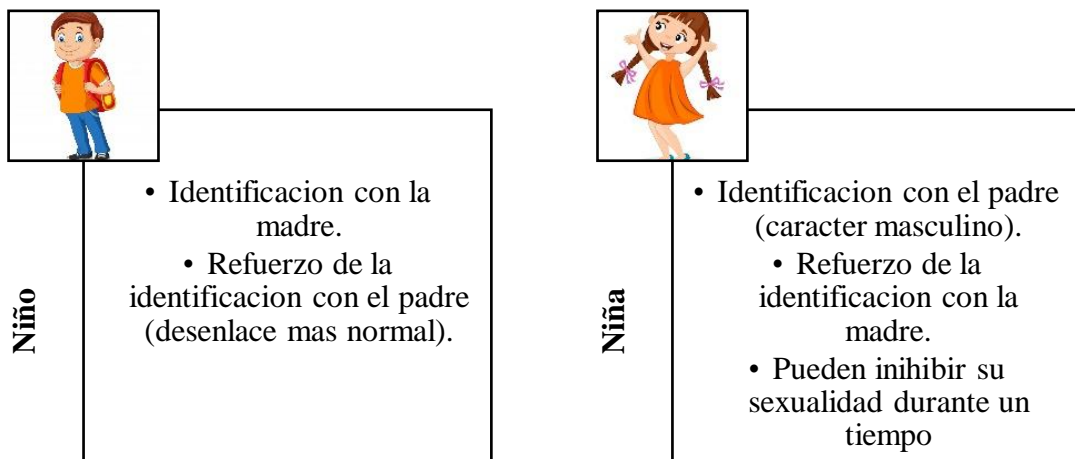 Niño
• Identificacion con la
madre.
• Refuerzo de la
identificacion con el padre
(desenlace mas normal).
Niña
• Identificacion con el padre
(caracter masculino).
• Refuerzo de la
identificacion con la
madre.
• Pueden inihibir su
sexualidad durante un
tiempo